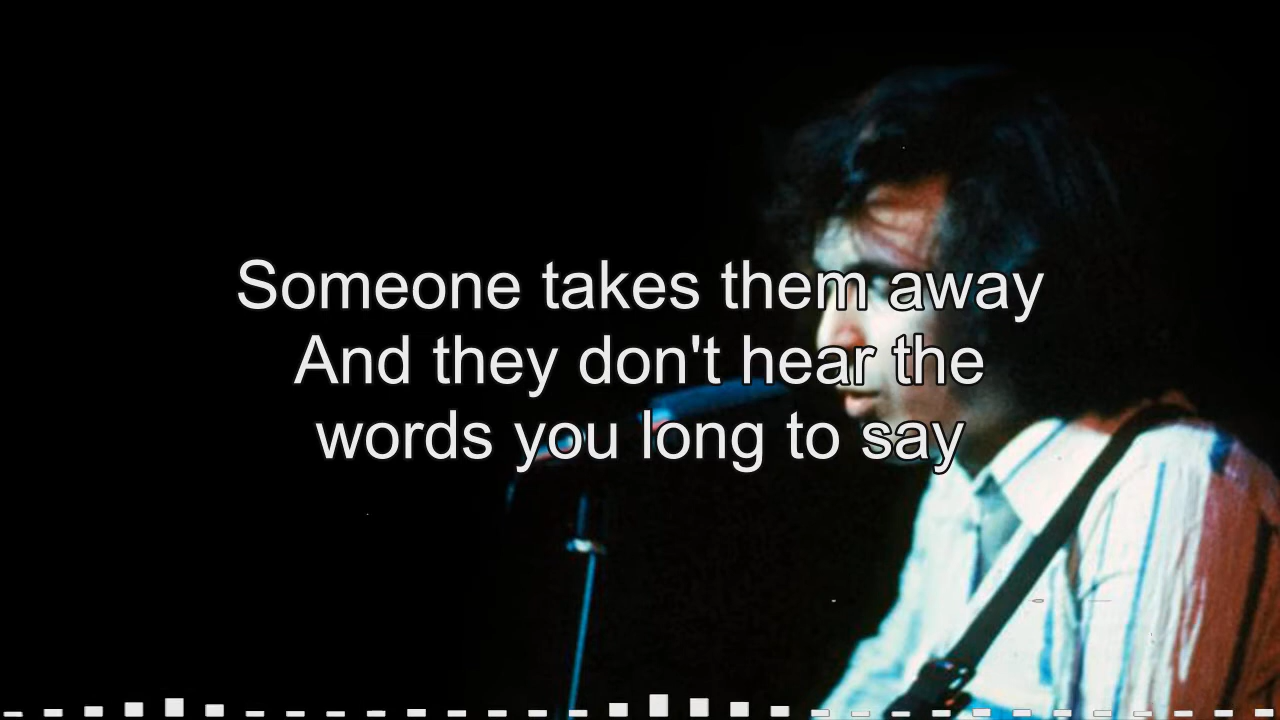 Someone takes them away
And they don't hear the
words you long to say